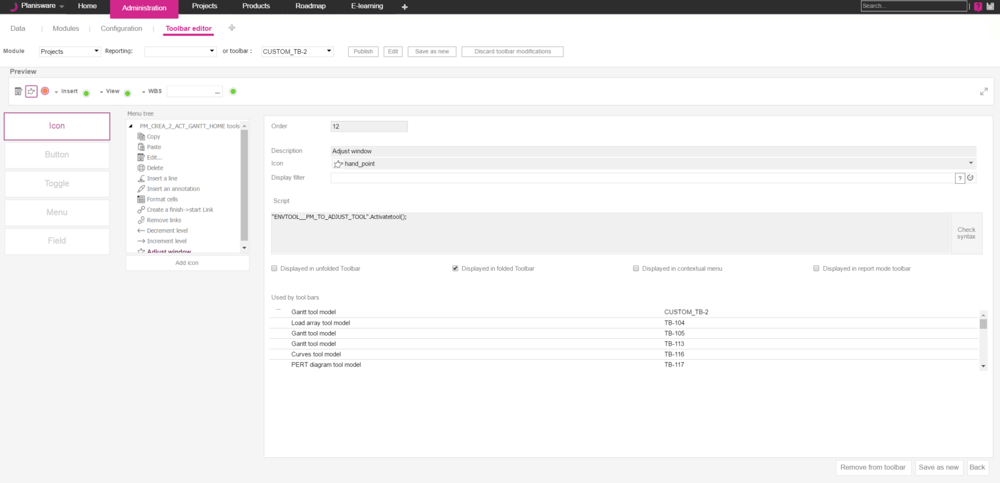 Planisware Home Administration Projects Products Roadmap E-learning Search...
Data | Modules | Configuration | Toolbar editor
Module Projects Reporting: or toolbar : CUSTOM_TB-2 Publish Edit Save as new Discard toolbar modifications
Preview
Insert View WBS ...
Icon
Button
Toggle
Menu
Field
Menu tree
PM_CREA_2_ACT_GANTT_HOME tools
Copy
Paste
Edit...
Delete
Insert a line
Insert an annotation
Format cells
Create a finish->start Link
Remove links
Decrement level
Increment level
Adjust window
Add icon
Order 12
Description Adjust window
Icon hand_point
Display filter ?
Script
"ENVTOOL__PM_TO_ADJUST_TOOL".Activatetool();
Check
syntax
Displayed in unfolded Toolbar Displayed in folded Toolbar Displayed in contextual menu Displayed in report mode toolbar
Used by tool bars
Gantt tool model CUSTOM_TB-2
Load array tool model TB-104
Gantt tool model TB-105
Gantt tool model TB-113
Curves tool model TB-116
PERT diagram tool model TB-117
Remove from toolbar Save as new Back